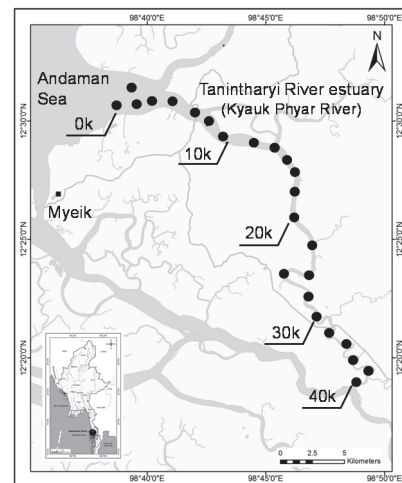 98°40'0"E 98°45'0"E 98°50'0"E
N
Andaman
Sea
Tanintharyi River estuary
(Kyauk Phyar River)
12°30'0"N 12°30'0"N
0k
10k
Myeik
20k
12°25'0"N 12°25'0"N
30k
12°20'0"N 12°20'0"N
40k
0 2.5 5
Kilometers
98°40'0"E 98°45'0"E 98°50'0"E